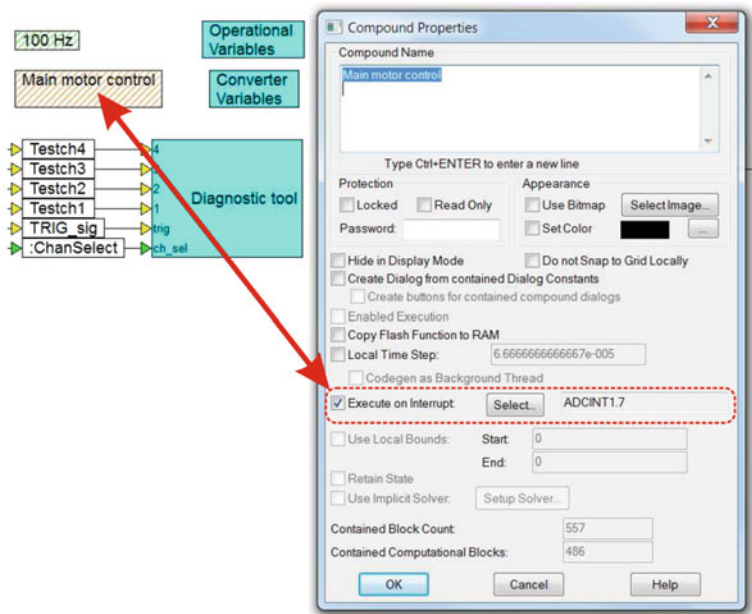 100 Hz
Main motor control
Operational
Variables
Converter
Variables
Testch4
Testch3
Testch2
Testch1
TRIG_sig
:ChanSelect
4
2
1
trig
ch_sel
Diagnostic tool
Compound Properties
Compound Name
Main motor control
Type Ctrl+ENTER to enter a new line
Protection
Locked Read Only
Password:
Appearance
Use Bitmap Select Image...
Set Color ...
Hide in Display Mode Do not Snap to Grid Locally
Create Dialog from contained Dialog Constants
Create buttons for contained compound dialogs
Enabled Execution
Copy Flash Function to RAM
Local Time Step: 6.6666666666667e-005
Codegen as Background Thread
Execute on Interrupt: Select... ADCINT1.7
Use Local Bounds: Start: 0
End: 0
Retain State
Use Implicit Solver: Setup Solver...
Contained Block Count: 557
Contained Computational Blocks: 486
OK Cancel Help